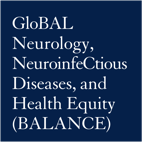 GloBAL
Neurology,
NeuroinfeCtious
Diseases, and
Health Equity
(BALANCE)